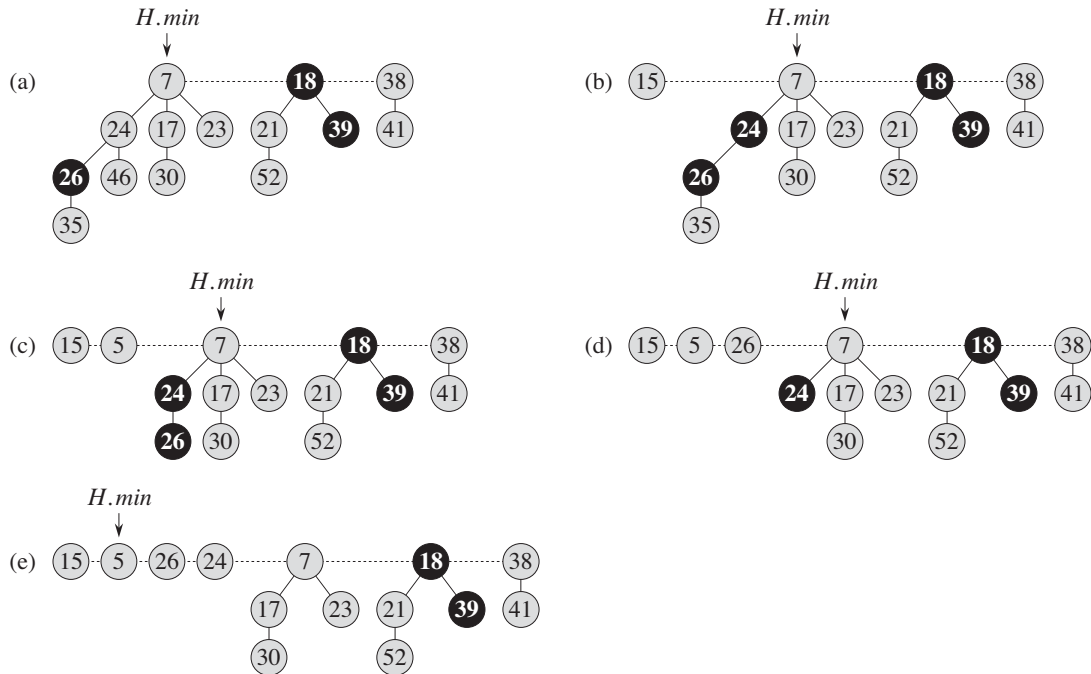 H.min H.min
(a) 7 18 38 (b) 15 7 18 38
24 17 23 21 39 41 24 17 23 21 39 41
26 46 30 52 26 30 52
35 35
H.min H.min
(c) 15 5 7 18 38 (d) 15 5 26 7 18 38
24 17 23 21 39 41 24 17 23 21 39 41
26 30 52 30 52
H.min
(e) 15 5 26 24 7 18 38
17 23 21 39 41
30 52